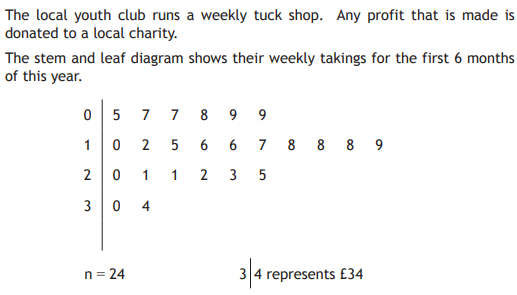 The local youth club runs a weekly tuck shop. Any profit that is made is
donated to a local charity.
The stem and leaf diagram shows their weekly takings for the first 6 months
of this year.
0 | 5 7 7 8 9 9
1 | 0 2 5 6 6 7 8 8 8 9
2 | 0 1 1 2 3 5
3 | 0 4
n = 24 3|4 represents £34